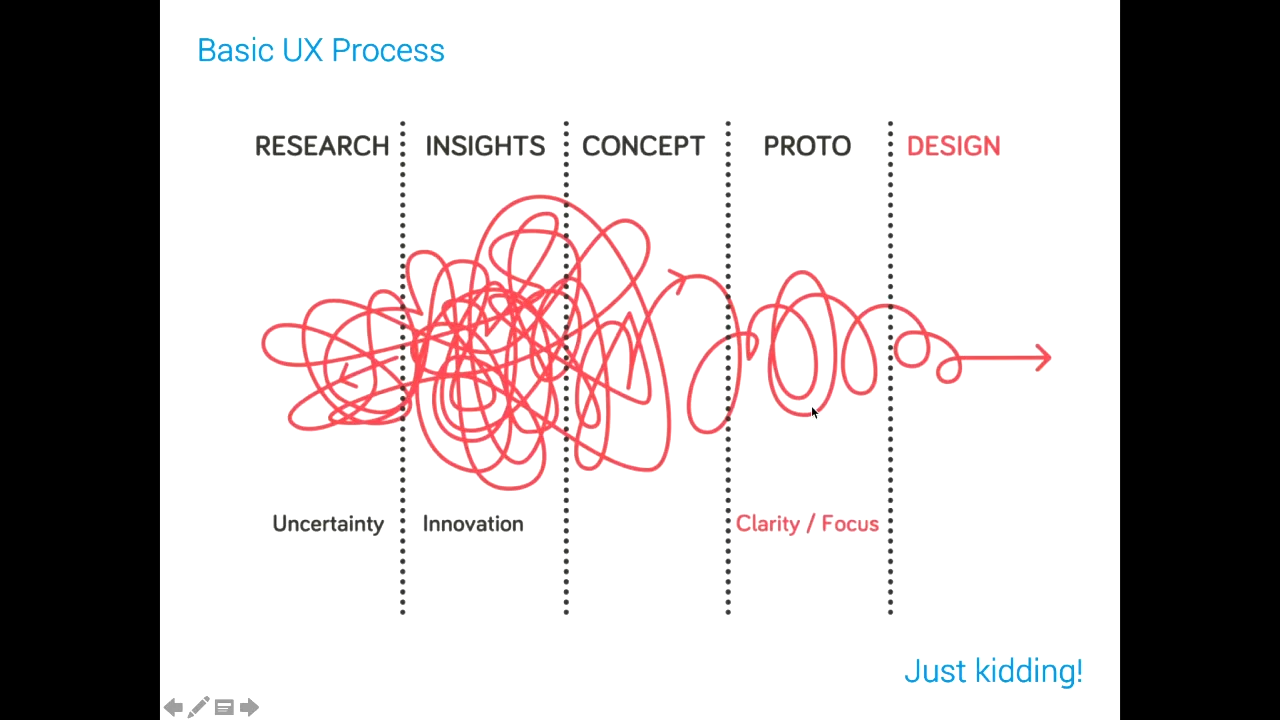 Basic UX Process
RESEARCH INSIGHTS CONCEPT PROTO DESIGN
Uncertainty Innovation Clarity / Focus
Just kidding!